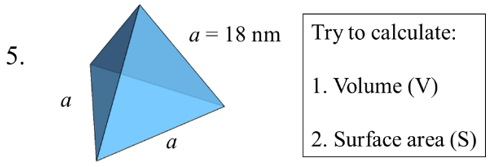 5.
a = 18 nm
a
a
Try to calculate:
1. Volume (V)
2. Surface area (S)